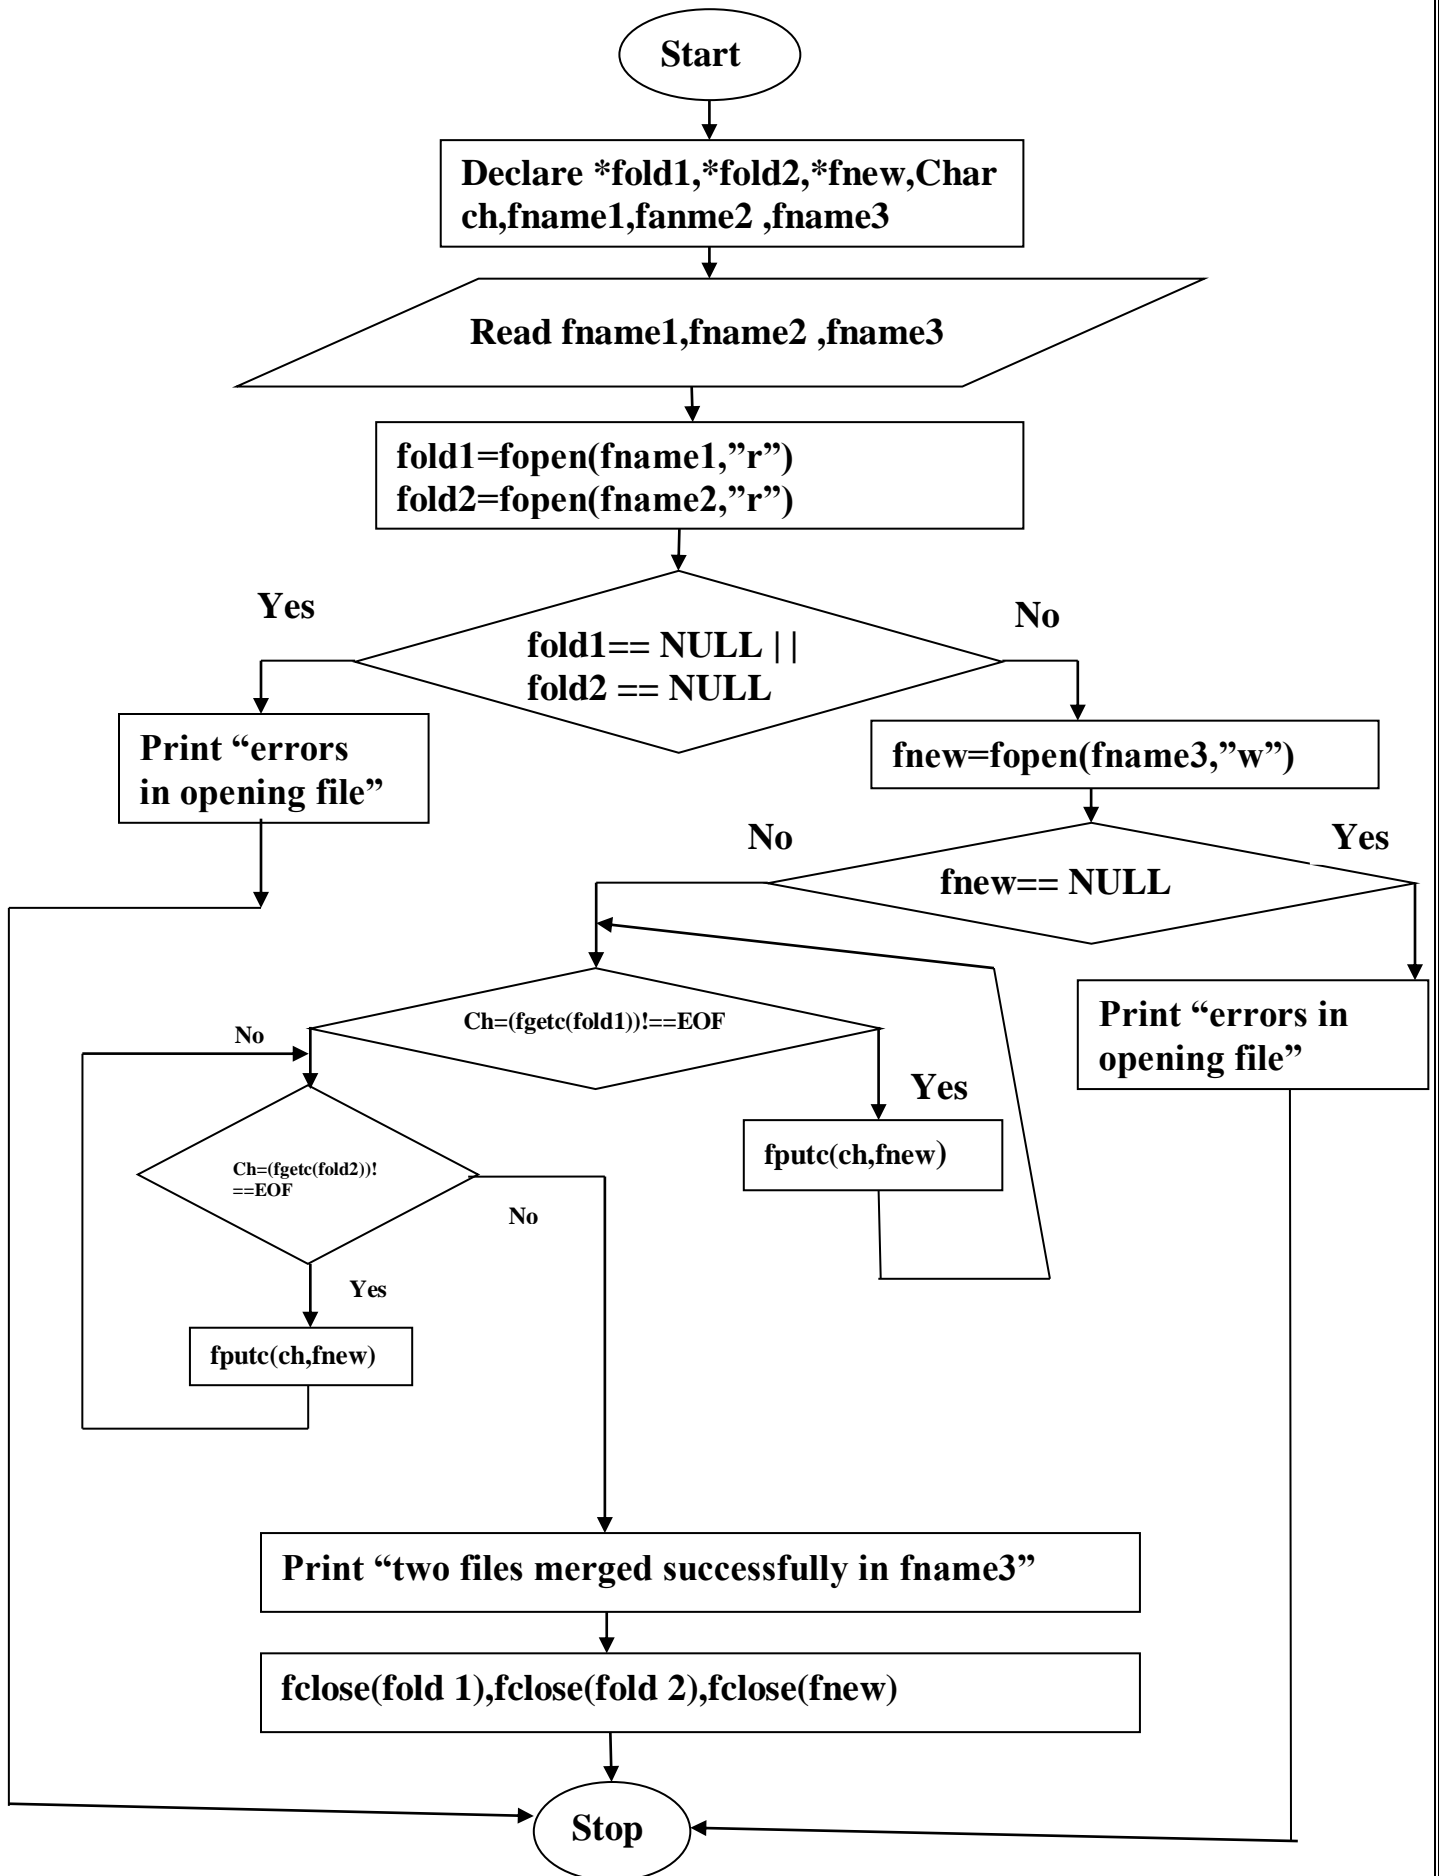 Start
Declare *fold1,*fold2,*fnew,Char
ch,fname1,fanme2 ,fname3
Read fname1,fname2 ,fname3
fold1=fopen(fname1,”r”)
fold2=fopen(fname2,”r”)
Yes
No
fold1== NULL ||
fold2 == NULL
Print “errors
in opening file”
fnew=fopen(fname3,”w”)
No
Yes
fnew== NULL
Ch=(fgetc(fold1))!==EOF
No
Print “errors in
opening file”
Yes
fputc(ch,fnew)
Ch=(fgetc(fold2))!
==EOF
No
Yes
fputc(ch,fnew)
Print “two files merged successfully in fname3”
fclose(fold 1),fclose(fold 2),fclose(fnew)
Stop